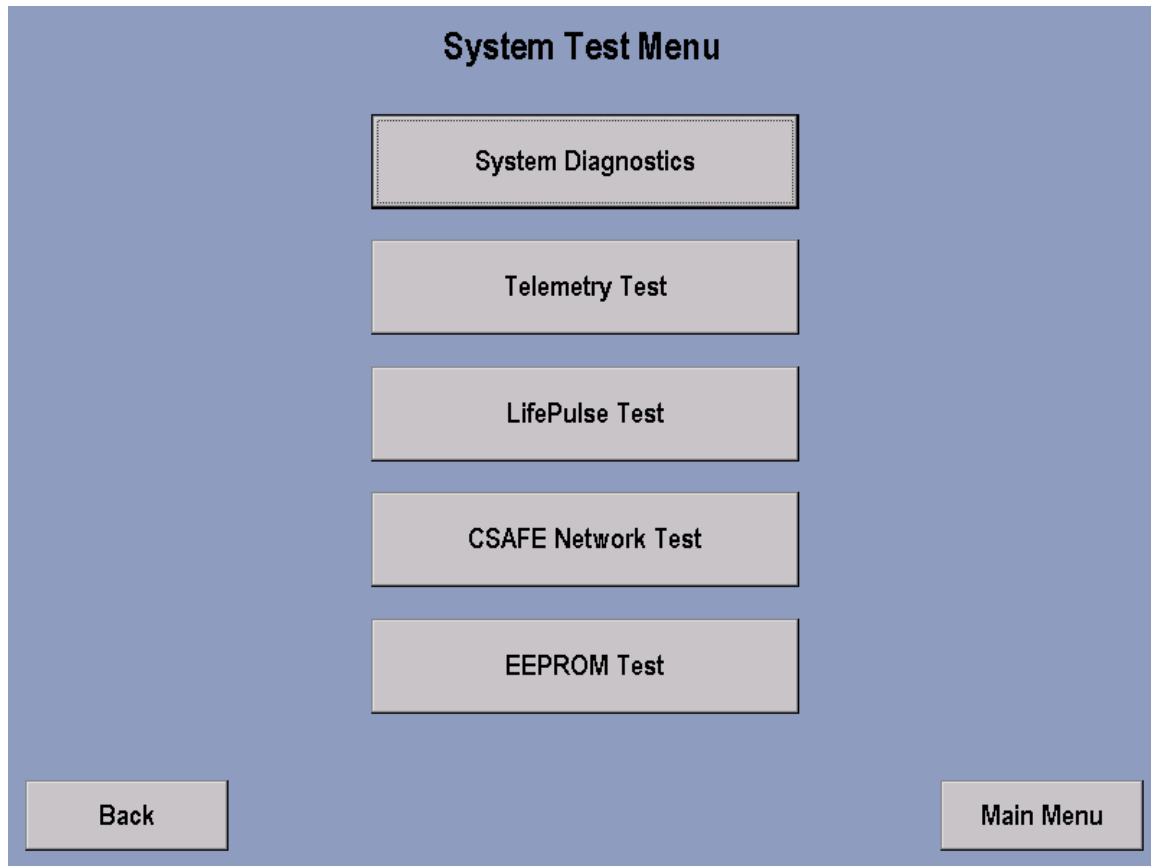 System Test Menu
System Diagnostics
Telemetry Test
LifePulse Test
CSAFE Network Test
EEPROM Test
Back
Main Menu